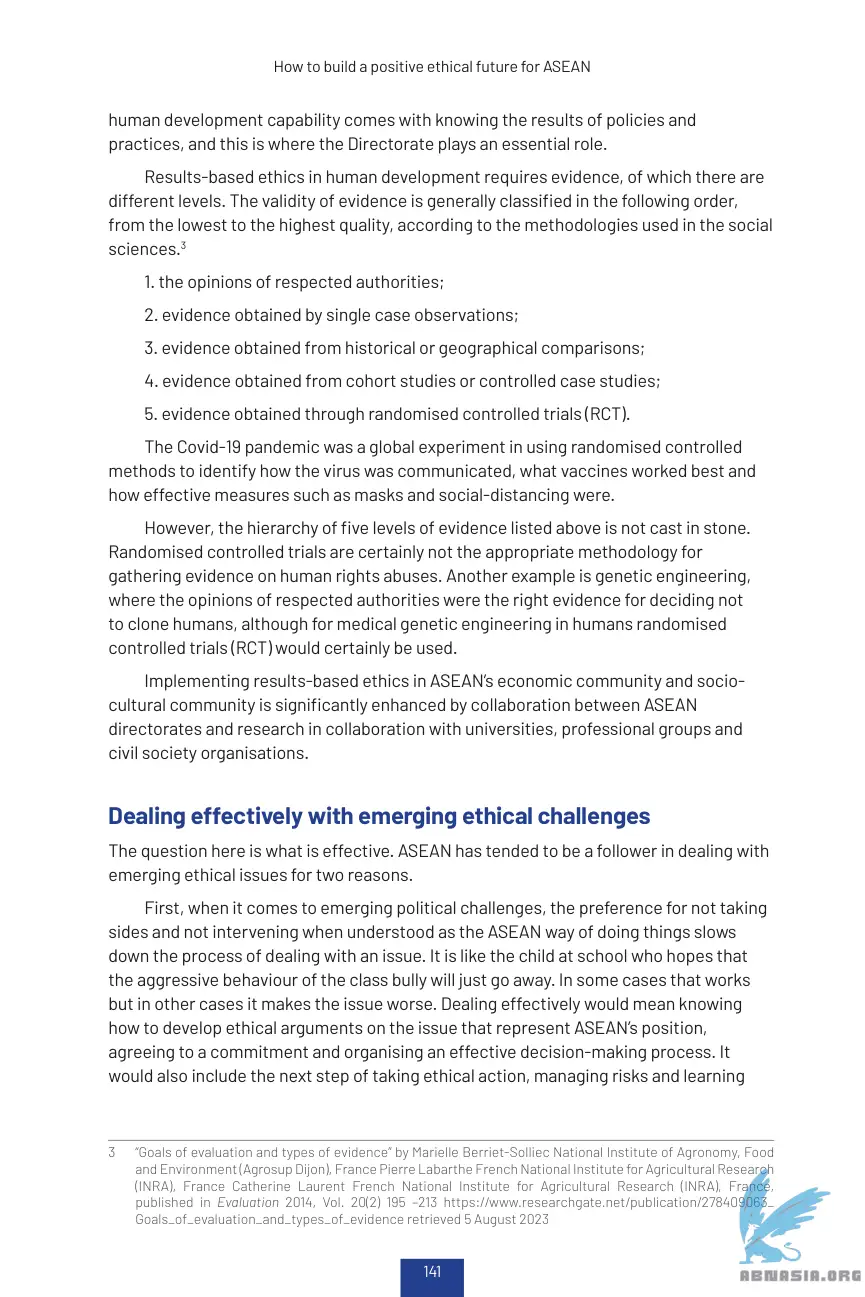 How to build a positive ethical future for ASEAN
human development capability comes with knowing the results of policies and
practices, and this is where the Directorate plays an essential role.
Results-based ethics in human development requires evidence, of which there are
different levels. The validity of evidence is generally classified in the following order,
from the lowest to the highest quality, according to the methodologies used in the social
sciences.3
1. the opinions of respected authorities;
2. evidence obtained by single case observations;
3. evidence obtained from historical or geographical comparisons;
4. evidence obtained from cohort studies or controlled case studies;
5. evidence obtained through randomised controlled trials (RCT).
The Covid-19 pandemic was a global experiment in using randomised controlled
methods to identify how the virus was communicated, what vaccines worked best and
how effective measures such as masks and social-distancing were.
However, the hierarchy of five levels of evidence listed above is not cast in stone.
Randomised controlled trials are certainly not the appropriate methodology for
gathering evidence on human rights abuses. Another example is genetic engineering,
where the opinions of respected authorities were the right evidence for deciding not
to clone humans, although for medical genetic engineering in humans randomised
controlled trials (RCT) would certainly be used.
Implementing results-based ethics in ASEAN's economic community and socio-
cultural community is significantly enhanced by collaboration between ASEAN
directorates and research in collaboration with universities, professional groups and
civil society organisations.
Dealing effectively with emerging ethical challenges
The question here is what is effective. ASEAN has tended to be a follower in dealing with
emerging ethical issues for two reasons.
First, when it comes to emerging political challenges, the preference for not taking
sides and not intervening when understood as the ASEAN way of doing things slows
down the process of dealing with an issue. It is like the child at school who hopes that
the aggressive behaviour of the class bully will just go away. In some cases that works
but in other cases it makes the issue worse. Dealing effectively would mean knowing
how to develop ethical arguments on the issue that represent ASEAN's position,
agreeing to a commitment and organising an effective decision-making process. It
would also include the next step of taking ethical action, managing risks and learning
3 "Goals of evaluation and types of evidence" by Marielle Berriet-Solliec National Institute of Agronomy, Food
and Environment (Agrosup Dijon), France Pierre Labarthe French National Institute for Agricultural Research
(INRA), France Catherine Laurent French National Institute for Agricultural Research (INRA), France,
published in Evaluation 2014, Vol. 20(2) 195 –213 https://www.researchgate.net/publication/278409063_
Goals_of_evaluation_and_types_of_evidence retrieved 5 August 2023
141
ABNASIA.ORG